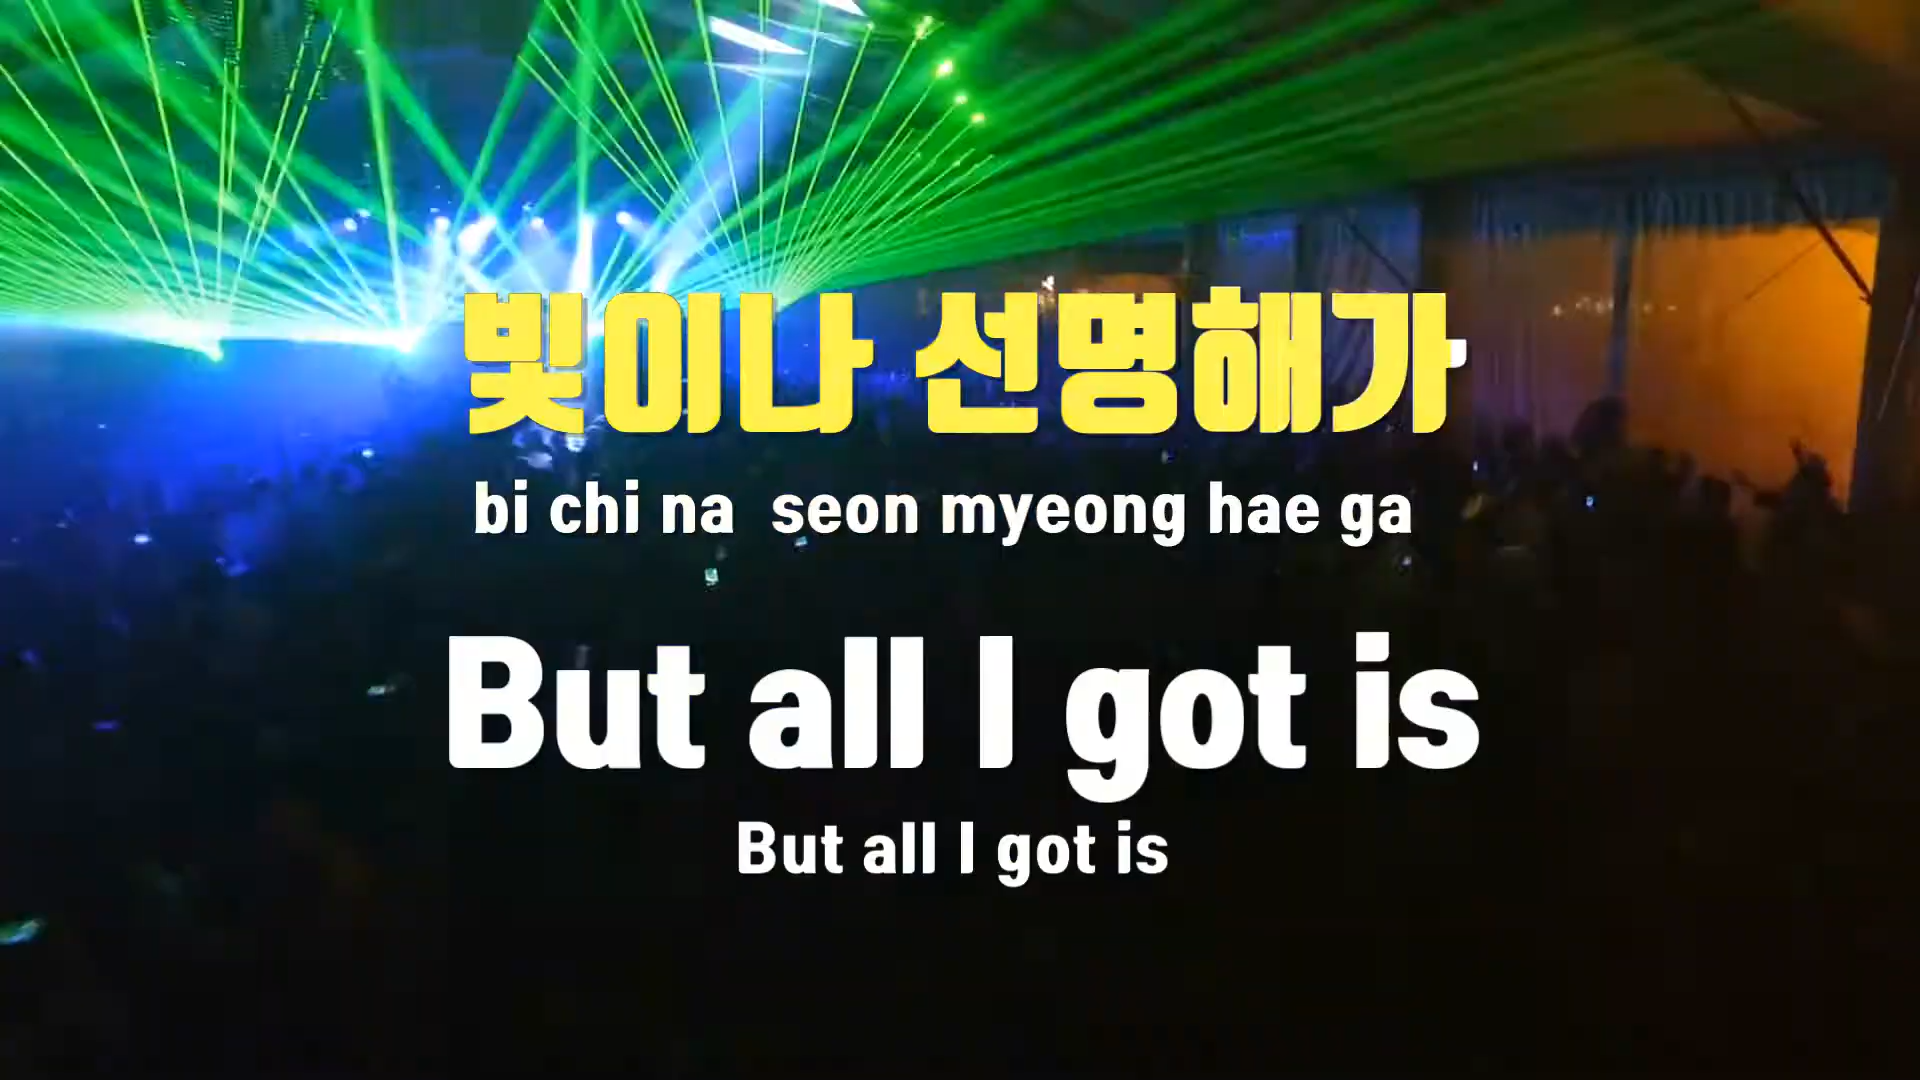 빛이나 선명해가
bi chi na seon myeong hae ga
But all I got is
But all I got is